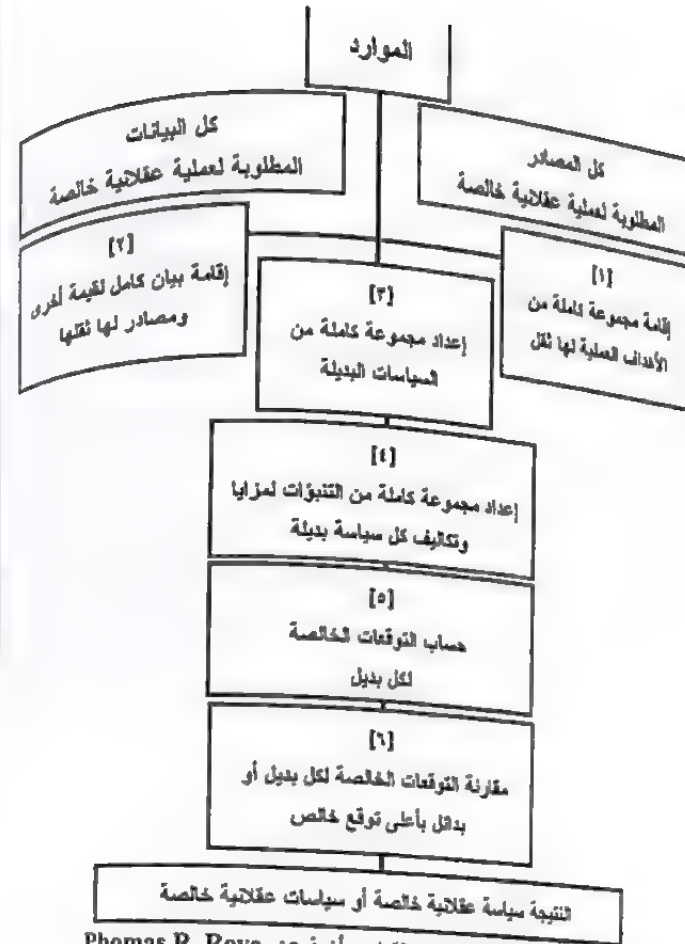 الموارد
كل المصادر
المطلوبة لعملية عقلانية خالصة
كل البيانات
المطلوبة لعملية عقلانية خالصة
[١]
إقامة مجموعة كاملة من
الأهداف العملية لها ثقل
[٢]
إقامة بيان كامل لقيمة أخرى
ومصادر لها ثقلها
[٣]
إعداد مجموعة كاملة من
السياسات البديلة
[٤]
إعداد مجموعة كاملة من التنبؤات لمزايا
وتكاليف كل سياسة بديلة
[٥]
حساب التوقعات الخالصة
لكل بديل
[٦]
مقارنة التوقعات الخالصة لكل بديل أو
بدائل بأعلى توقع خالص
النتيجة سياسة عقلانية خالصة أو سياسات عقلانية خالصة
عن Phomas R. Roye